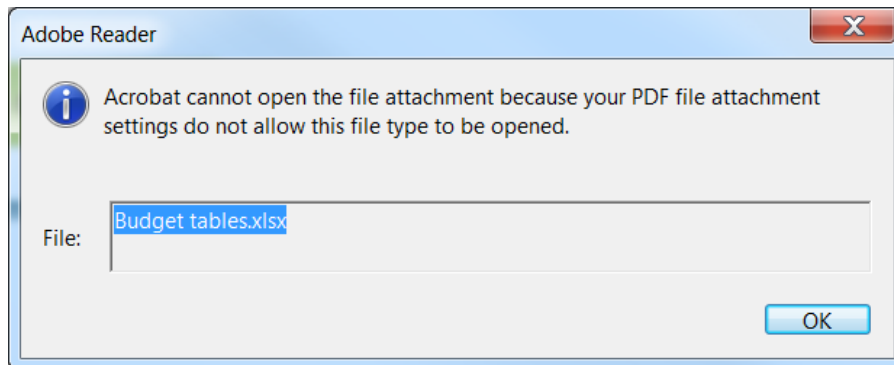 Adobe Reader
Acrobat cannot open the file attachment because your PDF file attachment
settings do not allow this file type to be opened.
File:
Budget tables.xlsx
OK